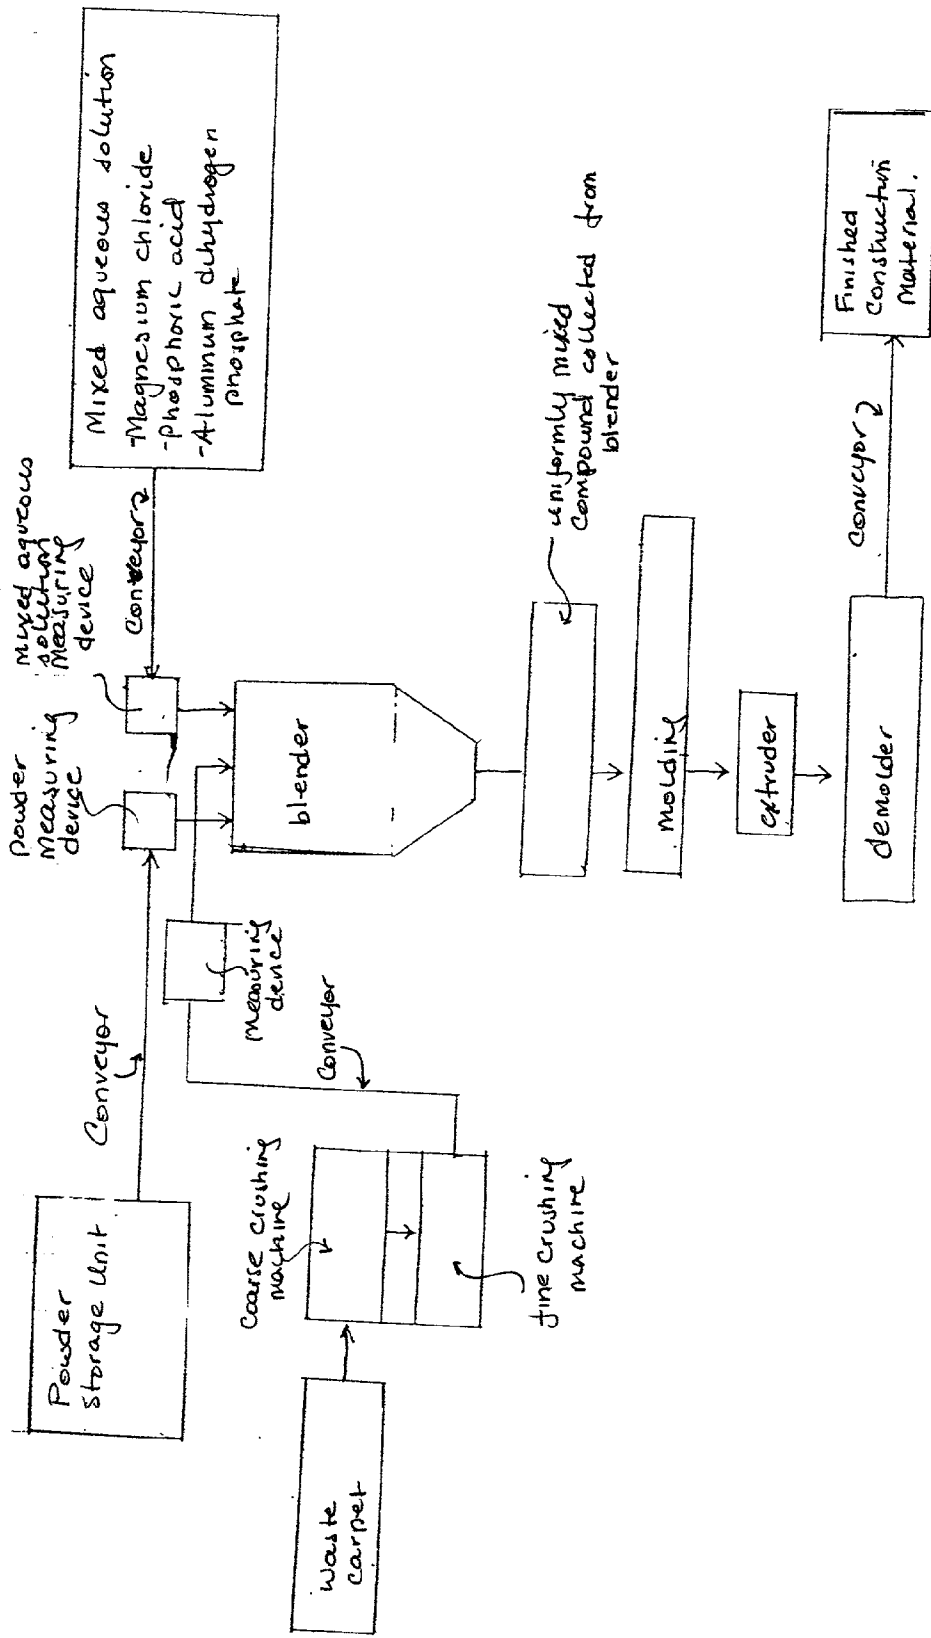 Powder
Storage Unit
Conveyor
Powder
Measuring
device
Mixed aqueous
solution
Measuring
device
Conveyor
Mixed aqueous solution
-Magnesium chloride
-Phosphoric acid
-Aluminum dihydrogen
phosphate
Waste
carpet
coarse crushing
machine
fine crushing
machine
Conveyor
Measuring
device
blender
uniformly mixed
compound collected from
blender
molding
extruder
demolder
conveyor
Finished
Construction
Material.